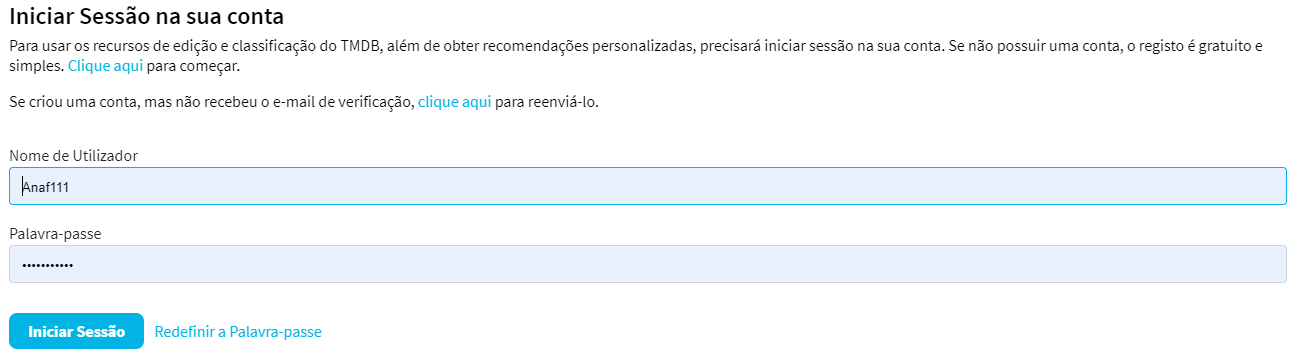 Iniciar Sessão na sua conta
Para usar os recursos de edição e classificação do TMDB, além de obter recomendações personalizadas, precisará iniciar sessão na sua conta. Se não possuir uma conta, o registo é gratuito e
simples. Clique aqui para começar.
Se criou uma conta, mas não recebeu o e-mail de verificação, clique aqui para reenviá-lo.
Nome de Utilizador
Anaf111
Palavra-passe
•••••••••••
Iniciar Sessão Redefinir a Palavra-passe